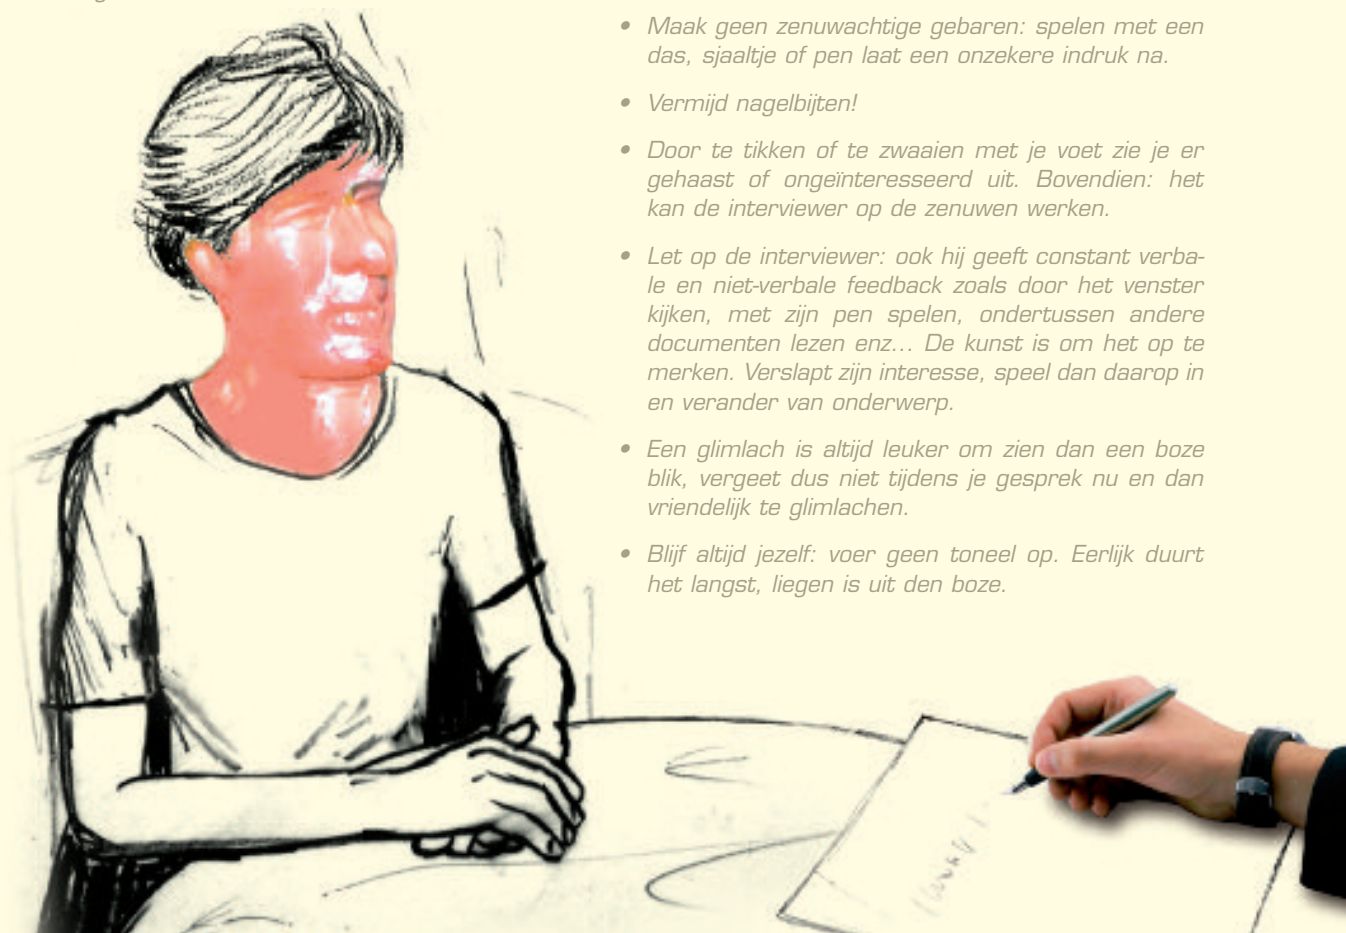 • Maak geen zenuwachtige gebaren: spelen met een
das, sjaaltje of pen laat een onzekere indruk na.
• Vermijd nagelbijten!
• Door te tikken of te zwaaien met je voet zie je er
gehaast of ongeïnteresseerd uit. Bovendien: het
kan de interviewer op de zenuwen werken.
• Let op de interviewer: ook hij geeft constant verba-
le en niet-verbale feedback zoals door het venster
kijken, met zijn pen spelen, ondertussen andere
documenten lezen enz... De kunst is om het op te
merken. Verslapt zijn interesse, speel dan daarop in
en verander van onderwerp.
• Een glimlach is altijd leuker om zien dan een boze
blik, vergeet dus niet tijdens je gesprek nu en dan
vriendelijk te glimlachen.
• Blijf altijd jezelf: voer geen toneel op. Eerlijk duurt
het langst, liegen is uit den boze.